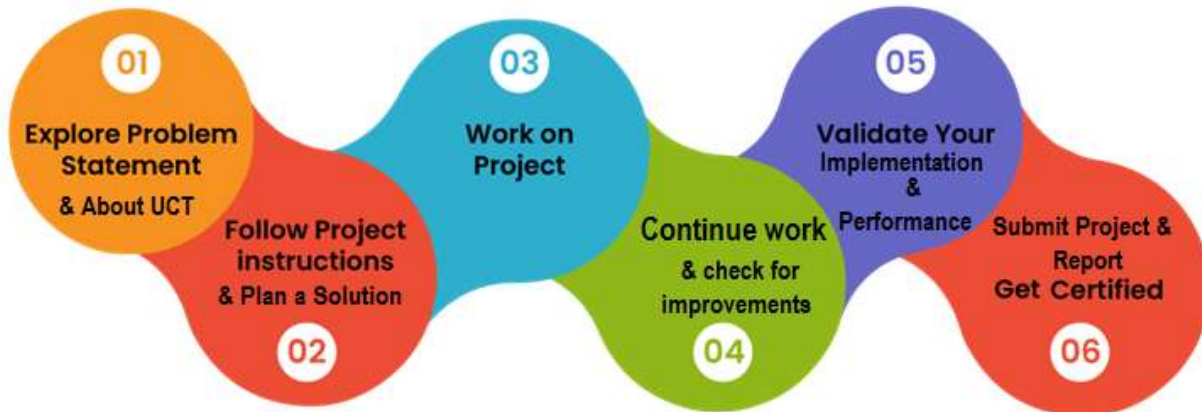 01
Explore Problem
Statement
& About UCT
Follow Project
instructions
& Plan a Solution
02
03
Work on
Project
Continue work
& check for
improvements
04
05
Validate Your
Implementation
&
Performance
Submit Project &
Report
Get Certified
06